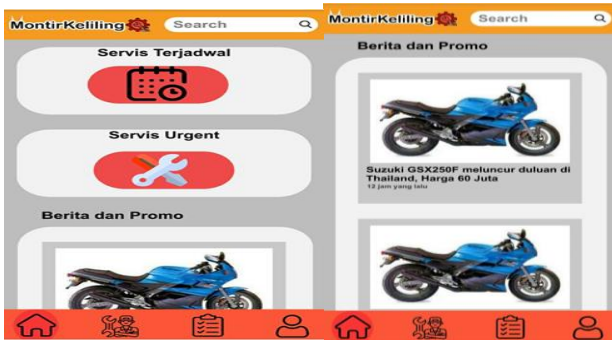 MontirKeliling
Search
Servis Terjadwal
Servis Urgent
Berita dan Promo
MontirKeliling
Search
Berita dan Promo
Suzuki GSX250F meluncur duluan di
Thailand, Harga 60 Juta
12 jam yang lalu